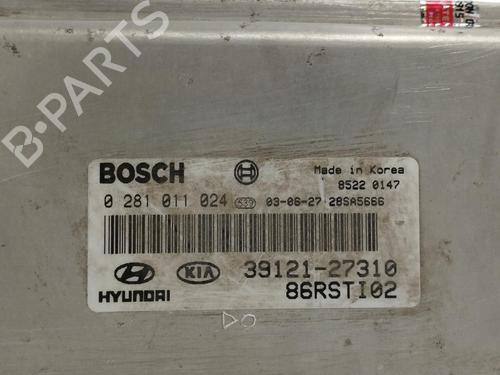 B·PARTS
BOSCH
Made in Korea
8522 0147
0 281 011 024 03-06-27 28SA5666
HYUNDAI KIA 39121-27310
86RSTI02